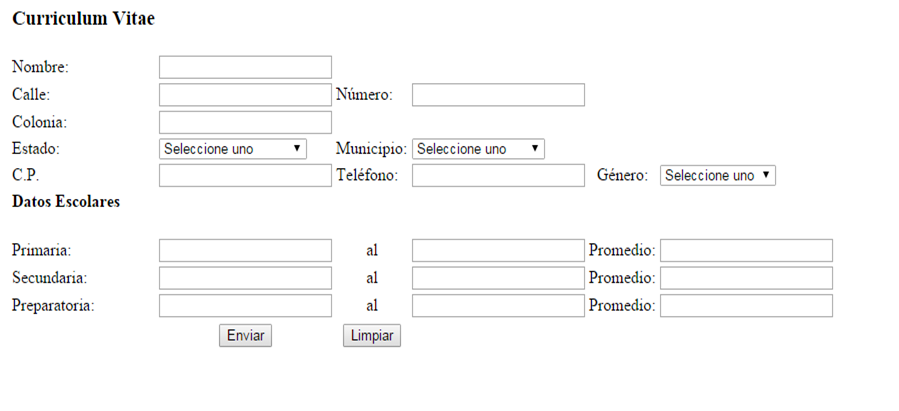 Curriculum Vitae
Nombre:
Calle: Número:
Colonia:
Estado: Seleccione uno Municipio: Seleccione uno
C.P. Teléfono: Género: Seleccione uno
Datos Escolares
Primaria: al Promedio:
Secundaria: al Promedio:
Preparatoria: al Promedio:
Enviar Limpiar